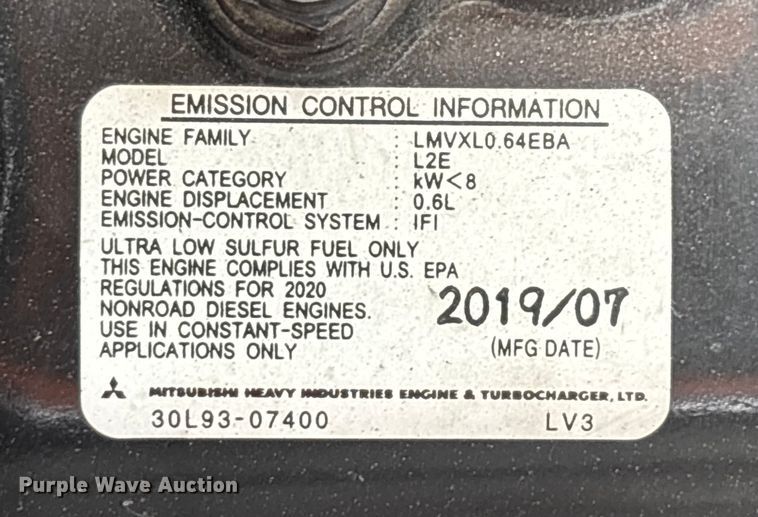 EMISSION CONTROL INFORMATION
ENGINE FAMILY : LMVXL0.64EBA
MODEL : L2E
POWER CATEGORY : kW<8
ENGINE DISPLACEMENT : 0.6L
EMISSION-CONTROL SYSTEM : IFI
ULTRA LOW SULFUR FUEL ONLY
THIS ENGINE COMPLIES WITH U.S. EPA
REGULATIONS FOR 2020
NONROAD DIESEL ENGINES.
USE IN CONSTANT-SPEED
APPLICATIONS ONLY
2019/07
(MFG DATE)
MITSUBISHI HEAVY INDUSTRIES ENGINE & TURBOCHARGER, LTD.
30L93-07400 LV3
Purple Wave Auction